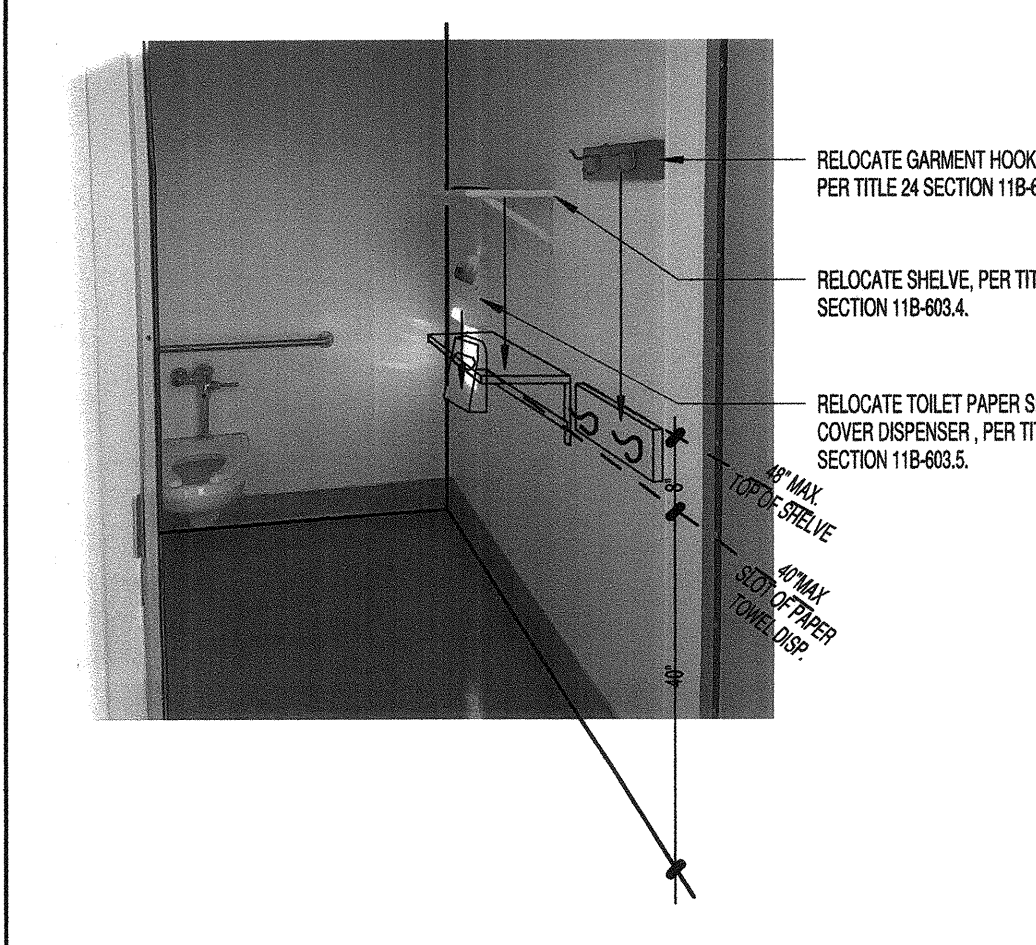 RELOCATE GARMENT HOOK
PER TITLE 24 SECTION 11B-6
RELOCATE SHELVE, PER TIT
SECTION 11B-603.4.
RELOCATE TOILET PAPER S
COVER DISPENSER , PER TIT
SECTION 11B-603.5.
48" MAX.
TOP OF SHELVE
8"
40"MAX
SLOT OF PAPER
TOWEL DISP.
40"